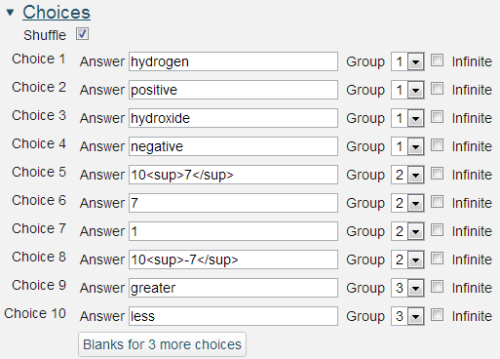 Choices
Shuffle
Choice 1 Answer hydrogen Group 1 Infinite
Choice 2 Answer positive Group 1 Infinite
Choice 3 Answer hydroxide Group 1 Infinite
Choice 4 Answer negative Group 1 Infinite
Choice 5 Answer 10<sup>7</sup> Group 2 Infinite
Choice 6 Answer 7 Group 2 Infinite
Choice 7 Answer 1 Group 2 Infinite
Choice 8 Answer 10<sup>-7</sup> Group 2 Infinite
Choice 9 Answer greater Group 3 Infinite
Choice 10 Answer less Group 3 Infinite
Blanks for 3 more choices